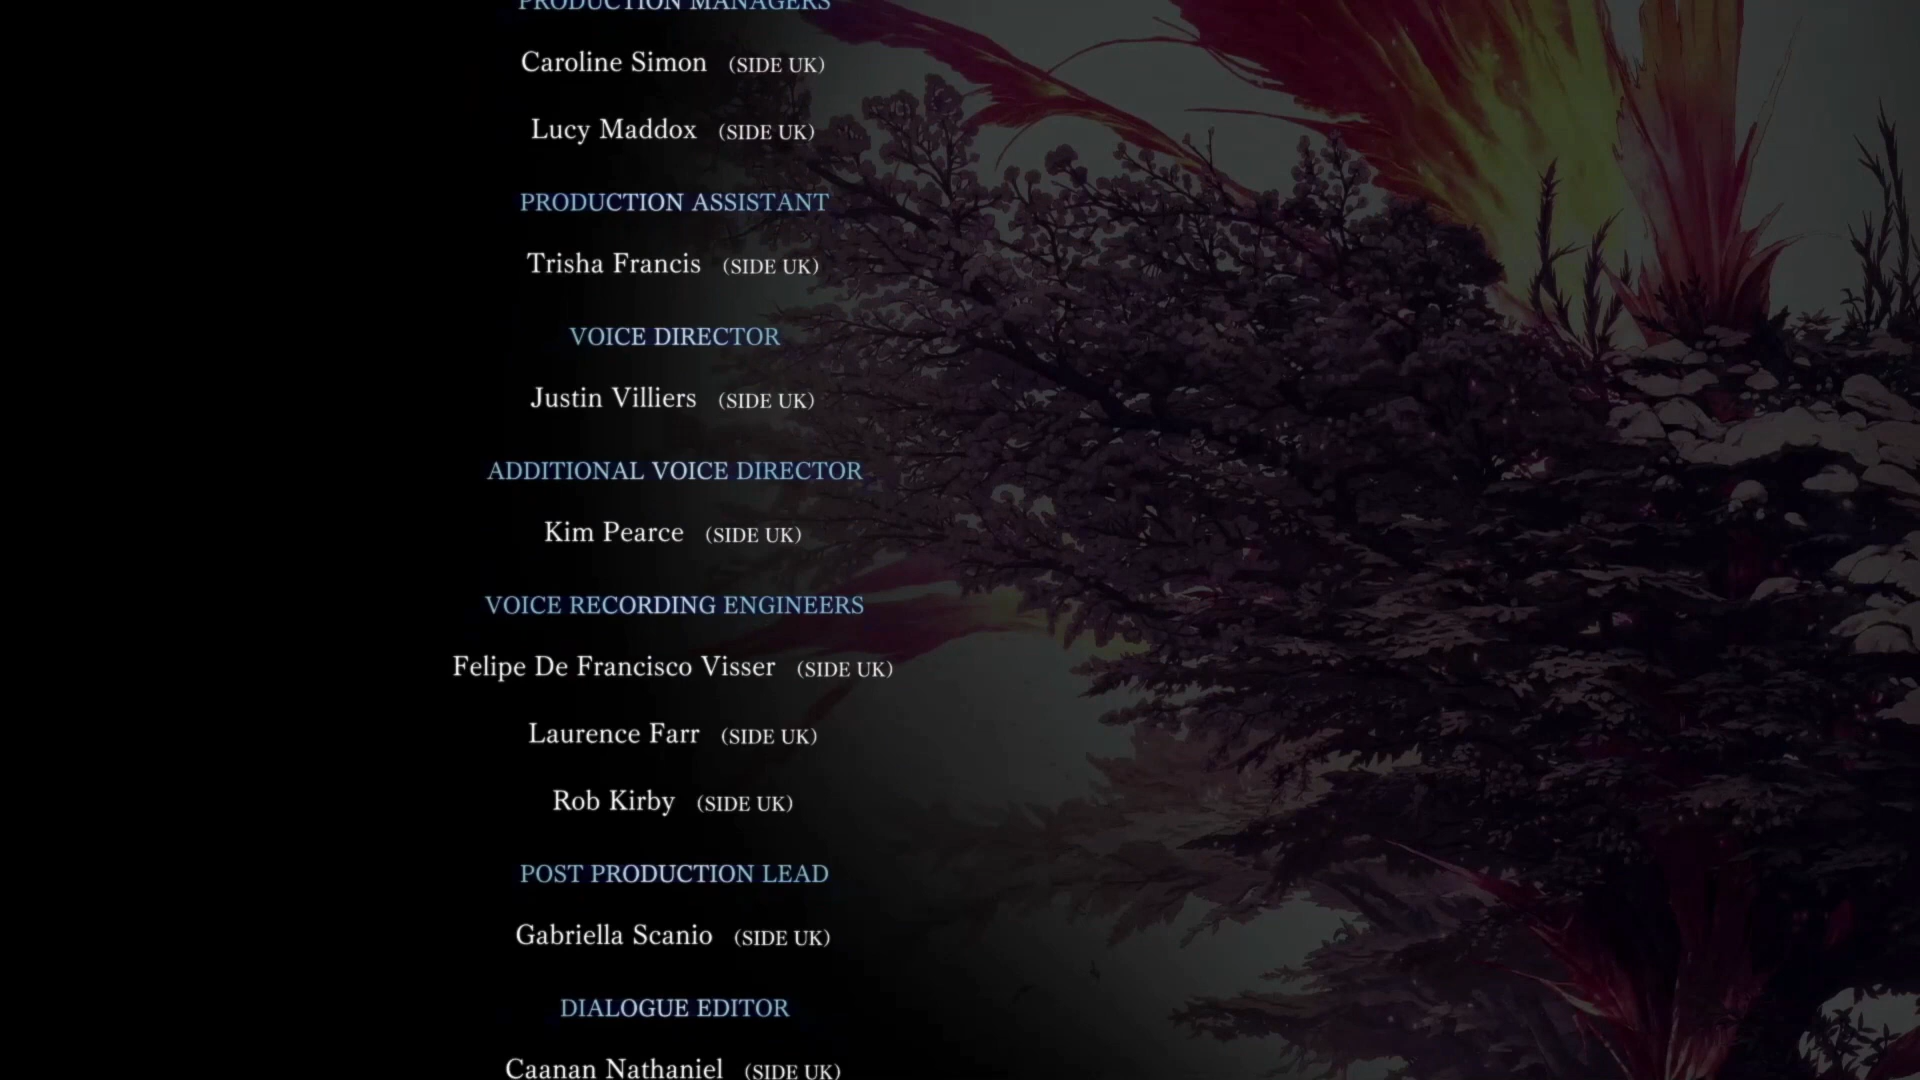 PRODUCTION MANAGERS
Caroline Simon (SIDE UK)
Lucy Maddox (SIDE UK)
PRODUCTION ASSISTANT
Trisha Francis (SIDE UK)
VOICE DIRECTOR
Justin Villiers (SIDE UK)
ADDITIONAL VOICE DIRECTOR
Kim Pearce (SIDE UK)
VOICE RECORDING ENGINEERS
Felipe De Francisco Visser (SIDE UK)
Laurence Farr (SIDE UK)
Rob Kirby (SIDE UK)
POST PRODUCTION LEAD
Gabriella Scanio (SIDE UK)
DIALOGUE EDITOR
Caanan Nathaniel (SIDE UK)